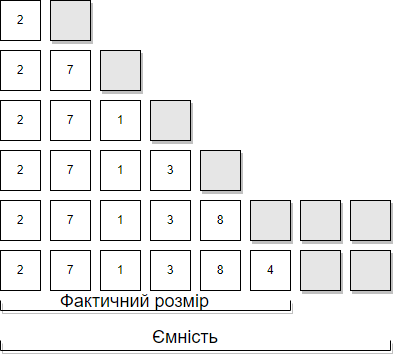 2
2 7
2 7 1
2 7 1 3
2 7 1 3 8
2 7 1 3 8 4
Фактичний розмір
Ємність